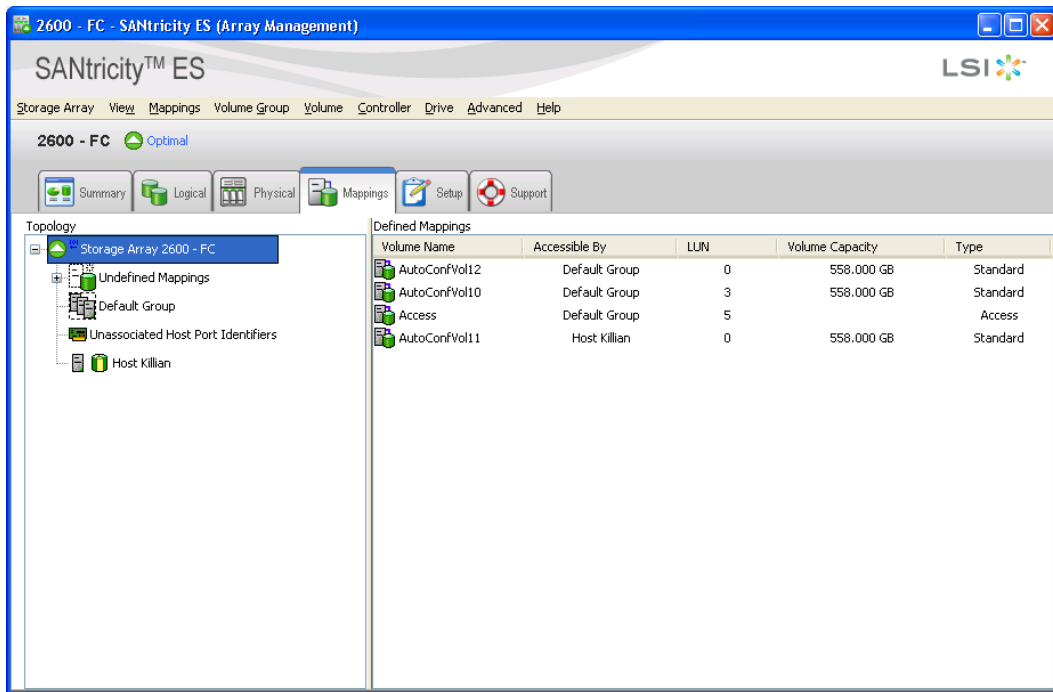 2600 - FC - SANtricity ES (Array Management)
SANtricity™ ES
LSI
Storage Array View Mappings Volume Group Volume Controller Drive Advanced Help
2600 - FC Optimal
Summary Logical Physical Mappings Setup Support
Topology
Storage Array 2600 - FC
Undefined Mappings
Default Group
Unassociated Host Port Identifiers
Host Killian
Defined Mappings
Volume Name Accessible By LUN Volume Capacity Type
AutoConfVol12 Default Group 0 558.000 GB Standard
AutoConfVol10 Default Group 3 558.000 GB Standard
Access Default Group 5 Access
AutoConfVol11 Host Killian 0 558.000 GB Standard